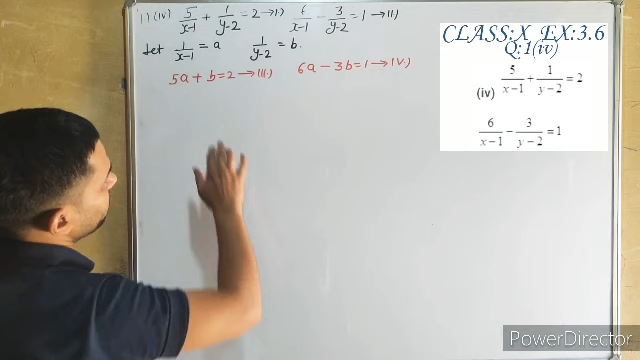 1) (iv) 5/x-1 + 1/y-2 = 2 → I) 6/x-1 - 3/y-2 = 1 → II)
Let 1/x-1 = a 1/y-2 = b.
5a + b = 2 → III.) 6a - 3b = 1 → IV.)
CLASS:X EX:3.6
Q:1(iv)
(iv) 5/x-1 + 1/y-2 = 2
6/x-1 - 3/y-2 = 1
PowerDirector